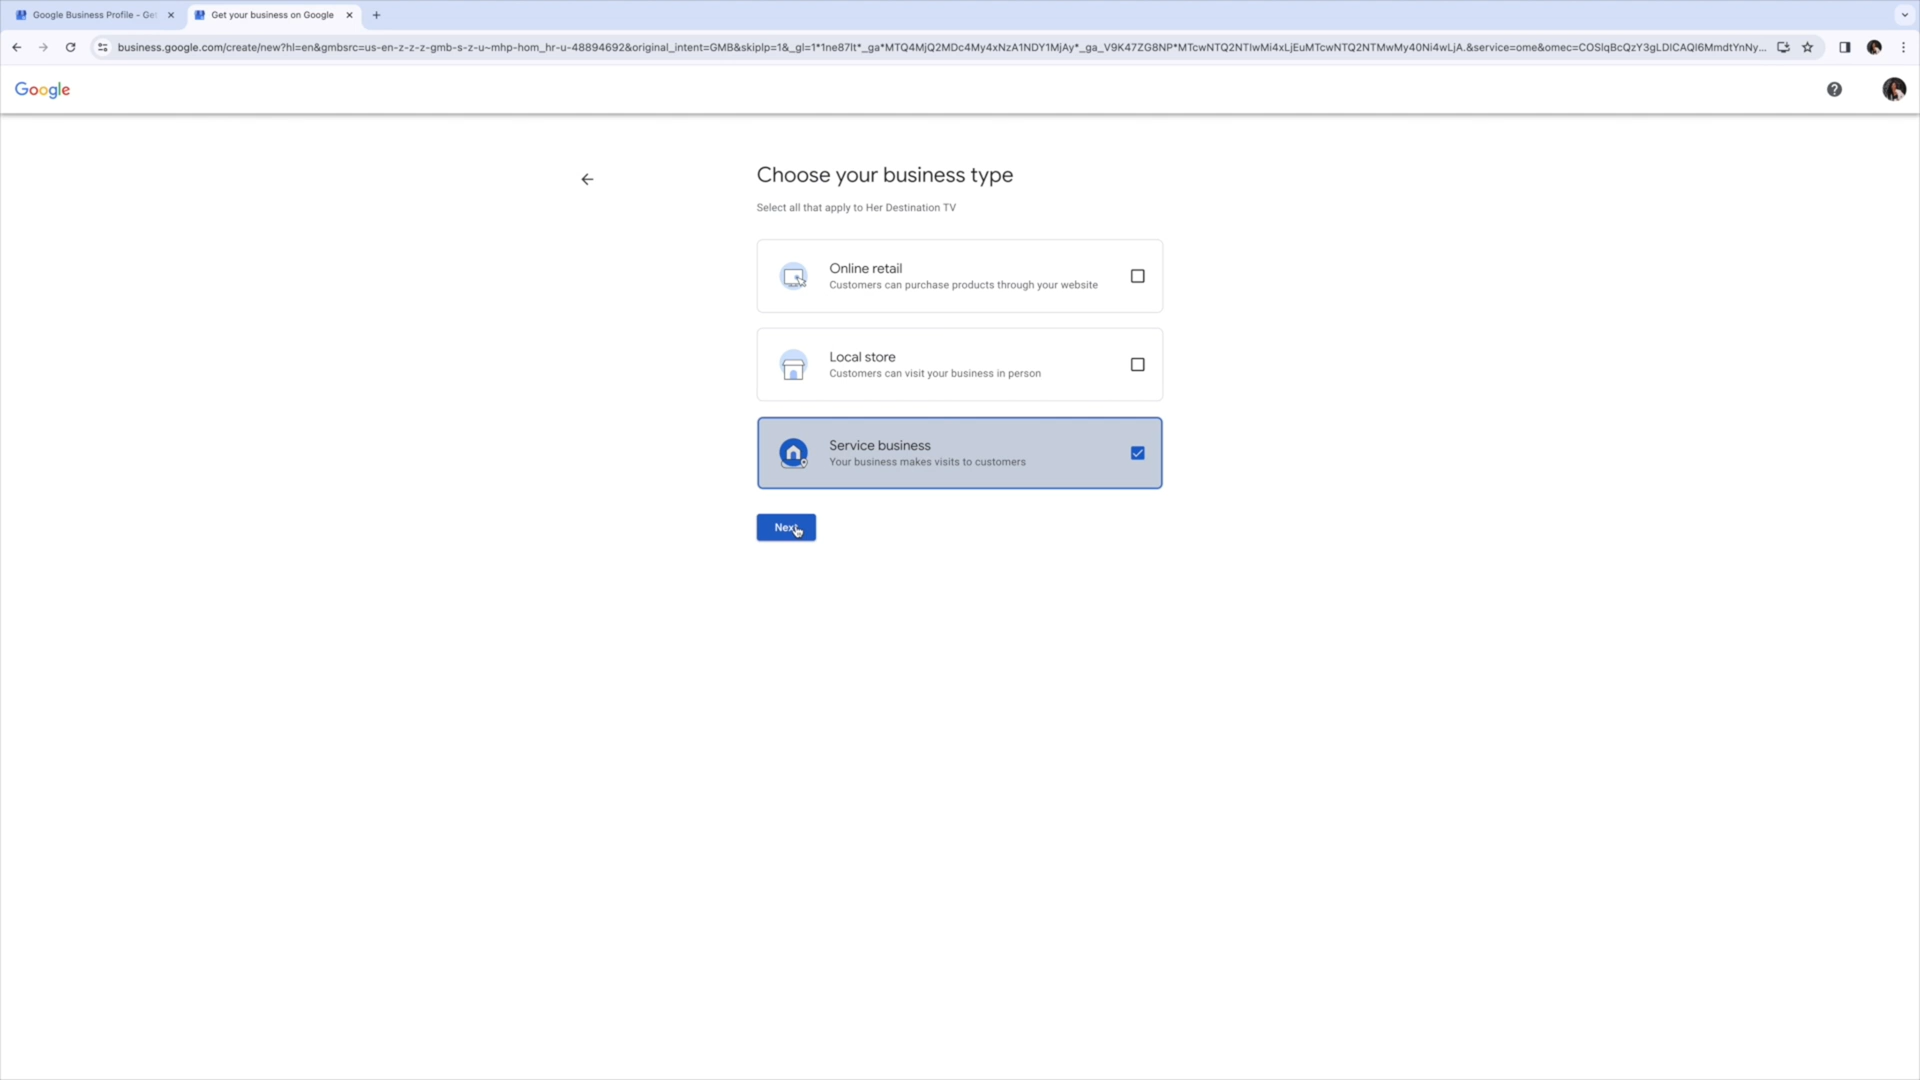 Google Business Profile - Get
Get your business on Google
business.google.com/create/new?hl=en&gmbsrc=us-en-z-z-z-gmb-s-z-u~mhp-hom_hr-u-48894692&original_intent=GMB&skiplp=1&_gl=1*1ne87lt*_ga*MTQ4MjQ2MDc4My4xNzA1NDY1MjAy*_ga_V9K47ZG8NP*MTcwNTQ2NTIwMi4xLjEuMTcwNTQ2NTMwMy40Ni4wLjA.&service=ome&omec=COSIqBcQzY3gLDICAQI6MmdtYnNy...
Google
Choose your business type
Select all that apply to Her Destination TV
Online retail
Customers can purchase products through your website
Local store
Customers can visit your business in person
Service business
Your business makes visits to customers
Next